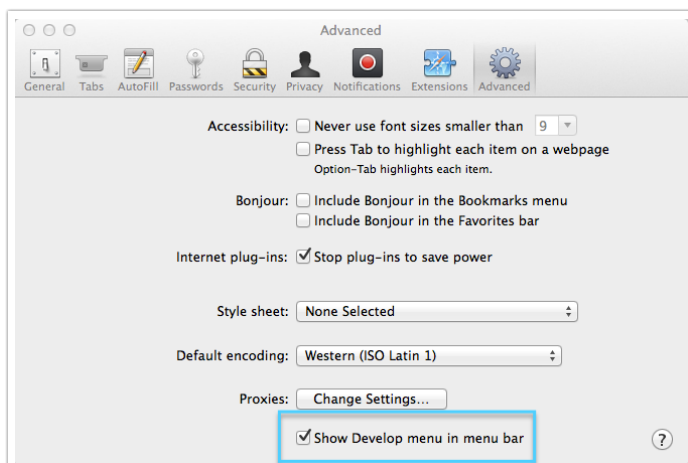 Advanced
General Tabs AutoFill Passwords Security Privacy Notifications Extensions Advanced
Accessibility: Never use font sizes smaller than 9
Press Tab to highlight each item on a webpage
Option-Tab highlights each item.
Bonjour: Include Bonjour in the Bookmarks menu
Include Bonjour in the Favorites bar
Internet plug-ins: Stop plug-ins to save power
Style sheet: None Selected
Default encoding: Western (ISO Latin 1)
Proxies: Change Settings...
Show Develop menu in menu bar ?